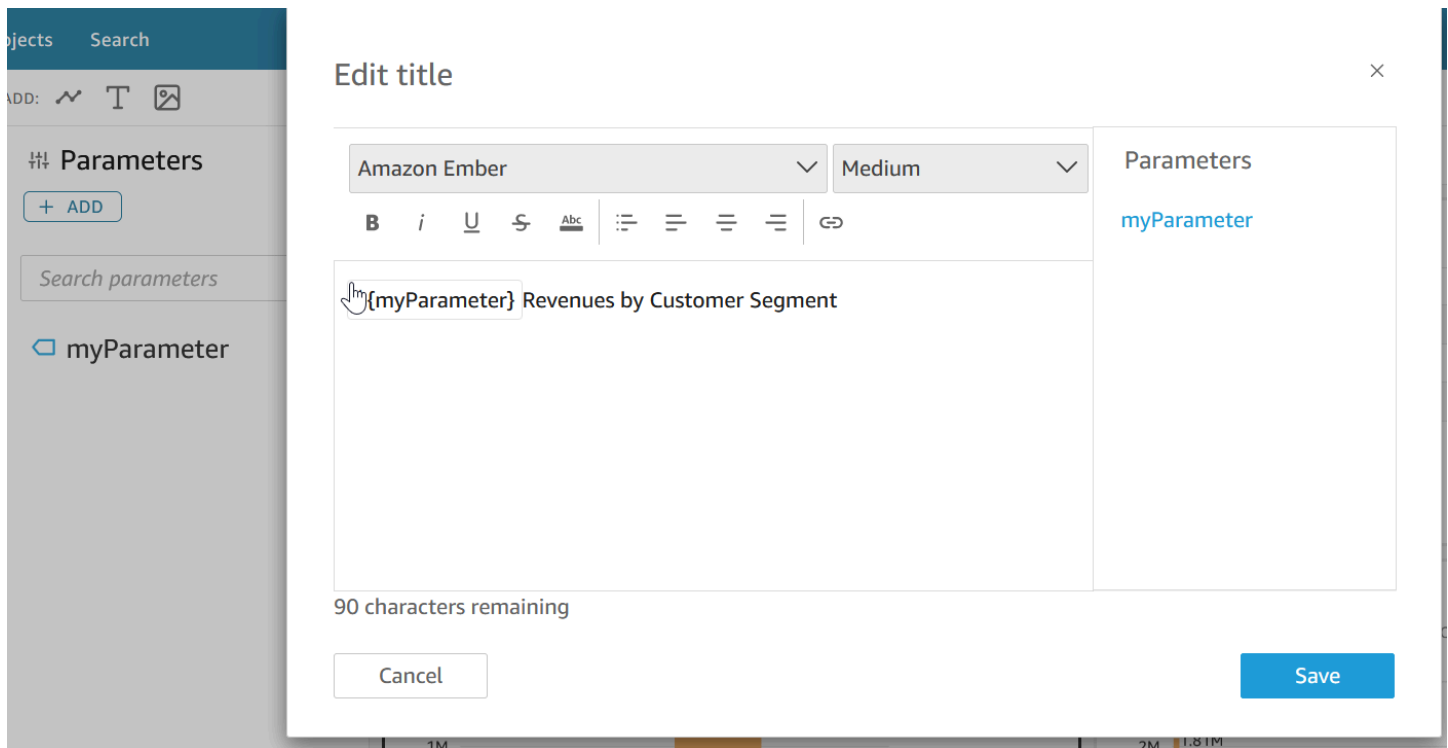 ojects Search
ADD:
Parameters
+ ADD
Search parameters
myParameter
Edit title
Amazon Ember
Medium
B i U S Abc
{myParameter} Revenues by Customer Segment
Parameters
myParameter
90 characters remaining
Cancel
Save
1M
2M 1.81M